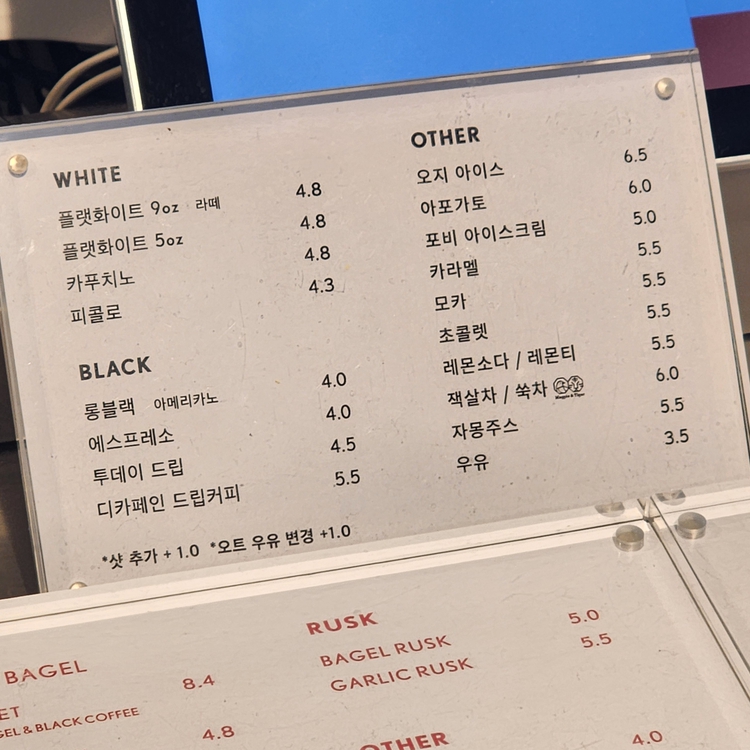 WHITE
플랫화이트 9oz 라떼 4.8
플랫화이트 5oz 4.8
카푸치노 4.8
피콜로 4.3
BLACK
롱블랙 아메리카노 4.0
에스프레소 4.0
투데이 드립 4.5
디카페인 드립커피 5.5
*샷 추가 + 1.0 *오트 우유 변경 +1.0
OTHER
오지 아이스 6.5
아포가토 6.0
포비 아이스크림 5.0
카라멜 5.5
모카 5.5
초콜렛 5.5
레몬소다 / 레몬티 5.5
잭살차 / 쑥차 6.0
자몽주스 5.5
우유 3.5
BAGEL
ET 8.4
GEL & BLACK COFFEE
4.8
RUSK
BAGEL RUSK 5.0
GARLIC RUSK 5.5
OTHER
4.0